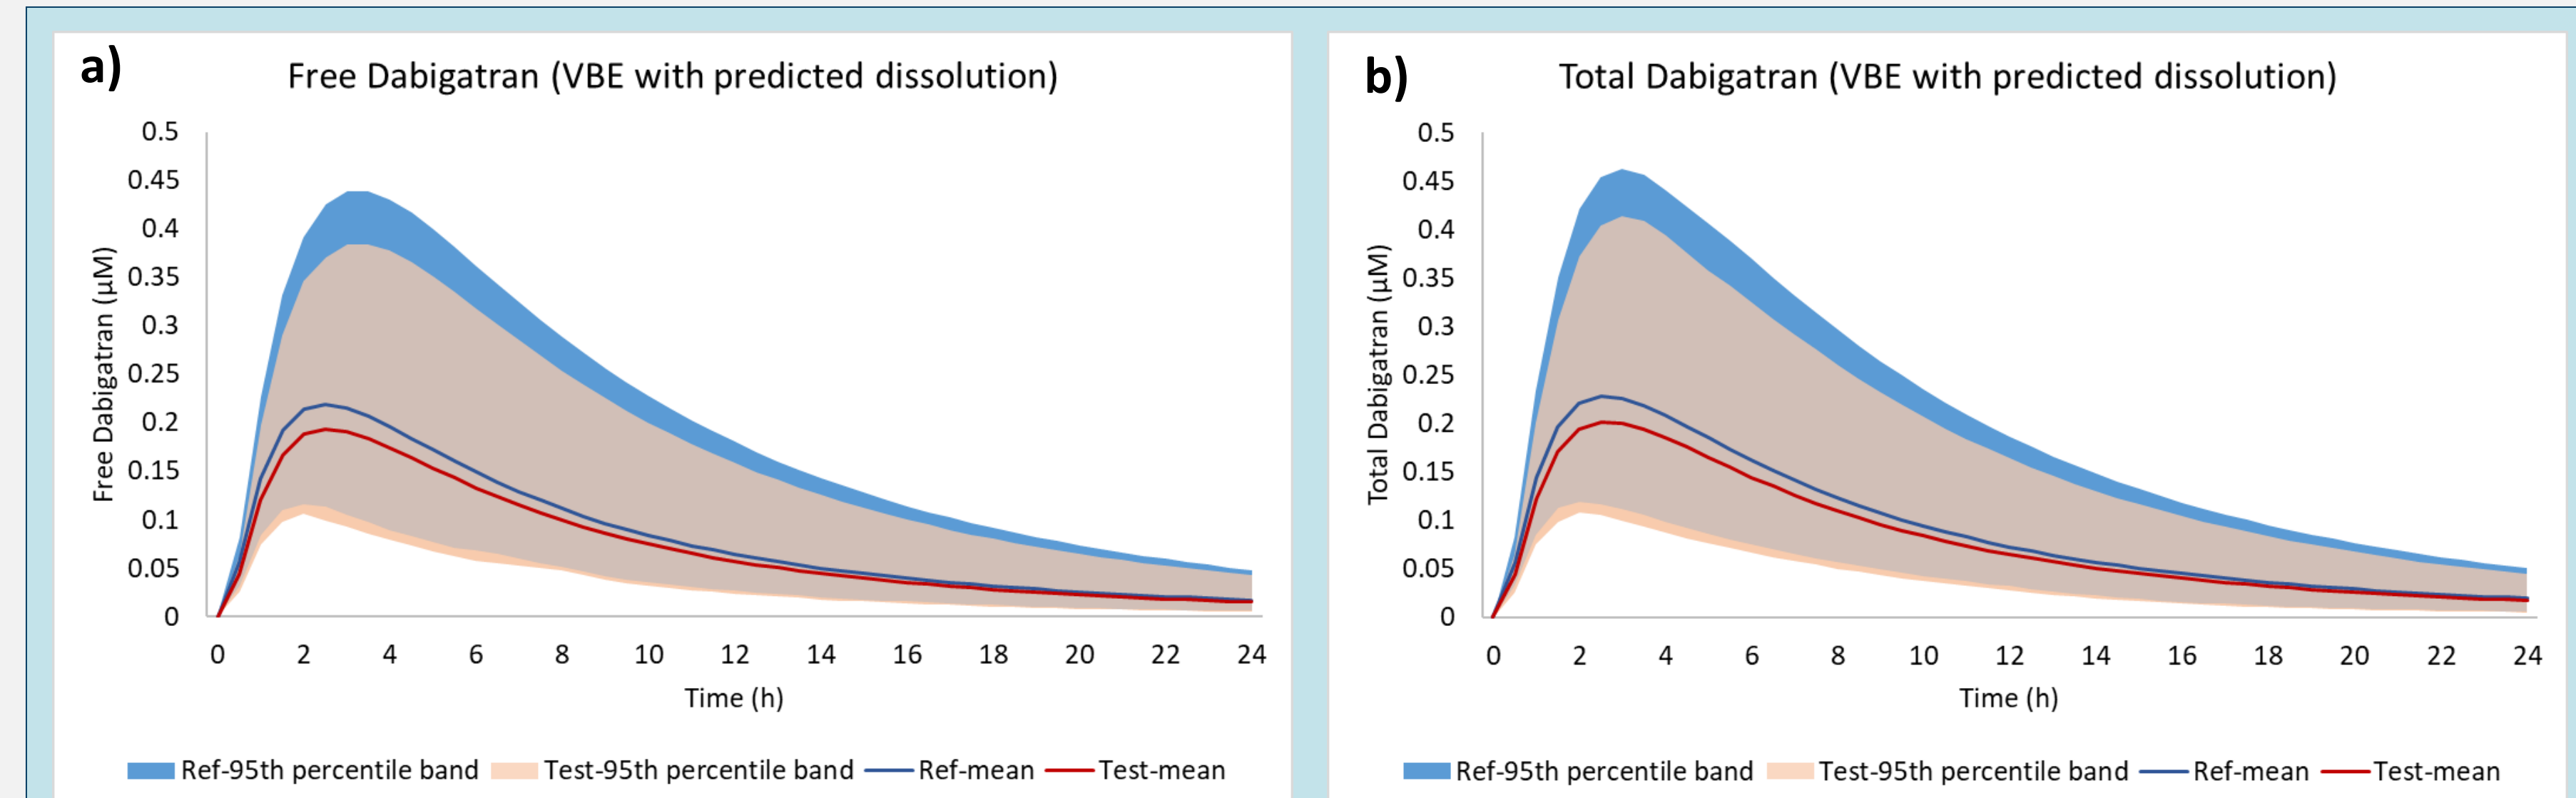 a)
Free Dabigatran (VBE with predicted dissolution)
Free Dabigatran (µM)
0.5
0.45
0.4
0.35
0.3
0.25
0.2
0.15
0.1
0.05
0
0 2 4 6 8 10 12 14 16 18 20 22 24
Time (h)
Ref-95th percentile band Test-95th percentile band Ref-mean Test-mean
b)
Total Dabigatran (VBE with predicted dissolution)
Total Dabigatran (µM)
0.5
0.45
0.4
0.35
0.3
0.25
0.2
0.15
0.1
0.05
0
0 2 4 6 8 10 12 14 16 18 20 22 24
Time (h)
Ref-95th percentile band Test-95th percentile band Ref-mean Test-mean